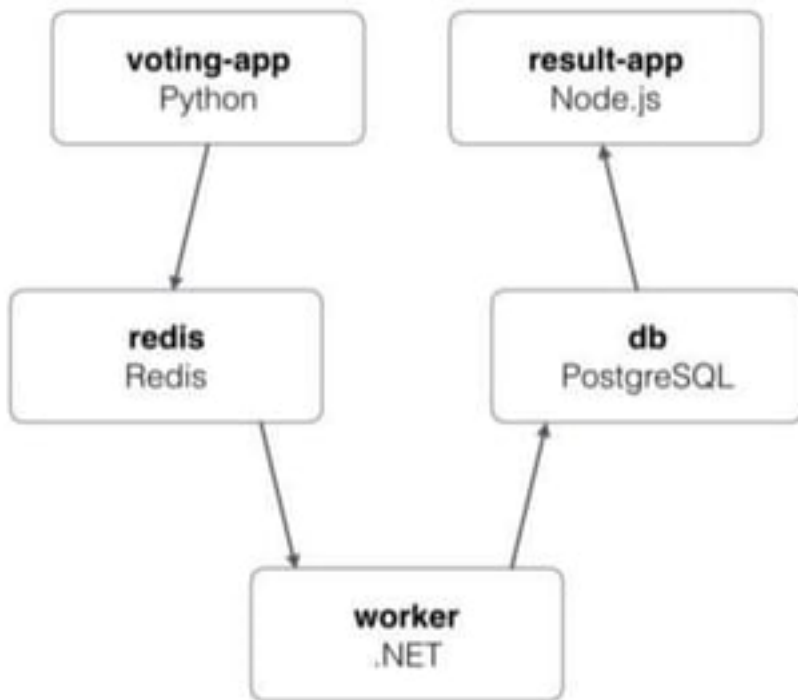 voting-app
Python
result-app
Node.js
redis
Redis
db
PostgreSQL
worker
.NET